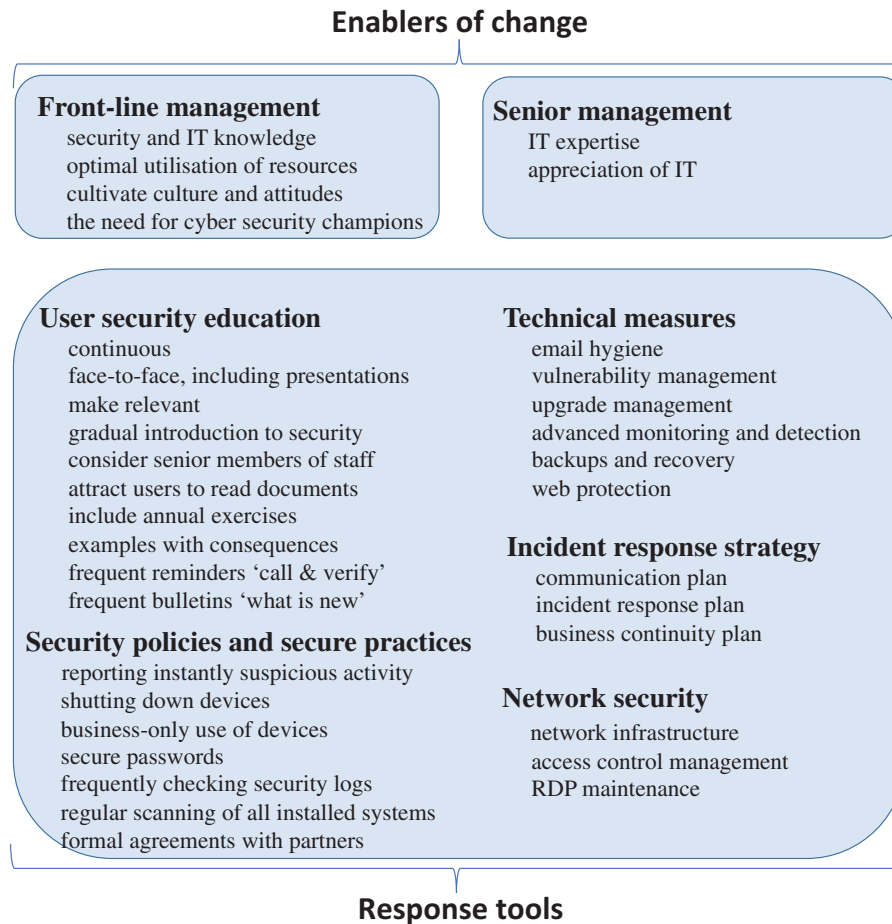 Enablers of change
Front-line management
security and IT knowledge
optimal utilisation of resources
cultivate culture and attitudes
the need for cyber security champions
Senior management
IT expertise
appreciation of IT
User security education
continuous
face-to-face, including presentations
make relevant
gradual introduction to security
consider senior members of staff
attract users to read documents
include annual exercises
examples with consequences
frequent reminders ‘call & verify’
frequent bulletins ‘what is new’
Security policies and secure practices
reporting instantly suspicious activity
shutting down devices
business-only use of devices
secure passwords
frequently checking security logs
regular scanning of all installed systems
formal agreements with partners
Technical measures
email hygiene
vulnerability management
upgrade management
advanced monitoring and detection
backups and recovery
web protection
Incident response strategy
communication plan
incident response plan
business continuity plan
Network security
network infrastructure
access control management
RDP maintenance
Response tools